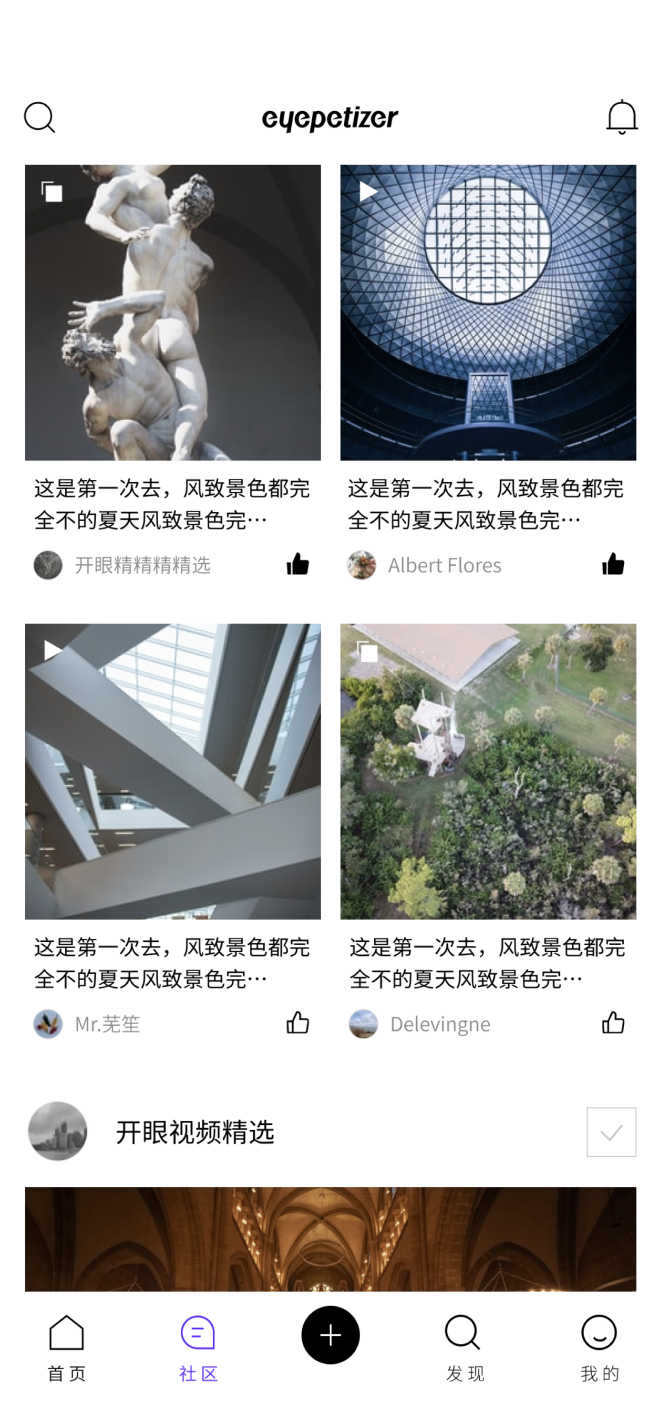 eyepetizer
这是第一次去，风致景色都完
全不的夏天风致景色完…
开眼精精精精选
这是第一次去，风致景色都完
全不的夏天风致景色完…
Albert Flores
这是第一次去，风致景色都完
全不的夏天风致景色完…
Mr.芜笙
这是第一次去，风致景色都完
全不的夏天风致景色完…
Delevingne
开眼视频精选
首页
社区
发现
我的